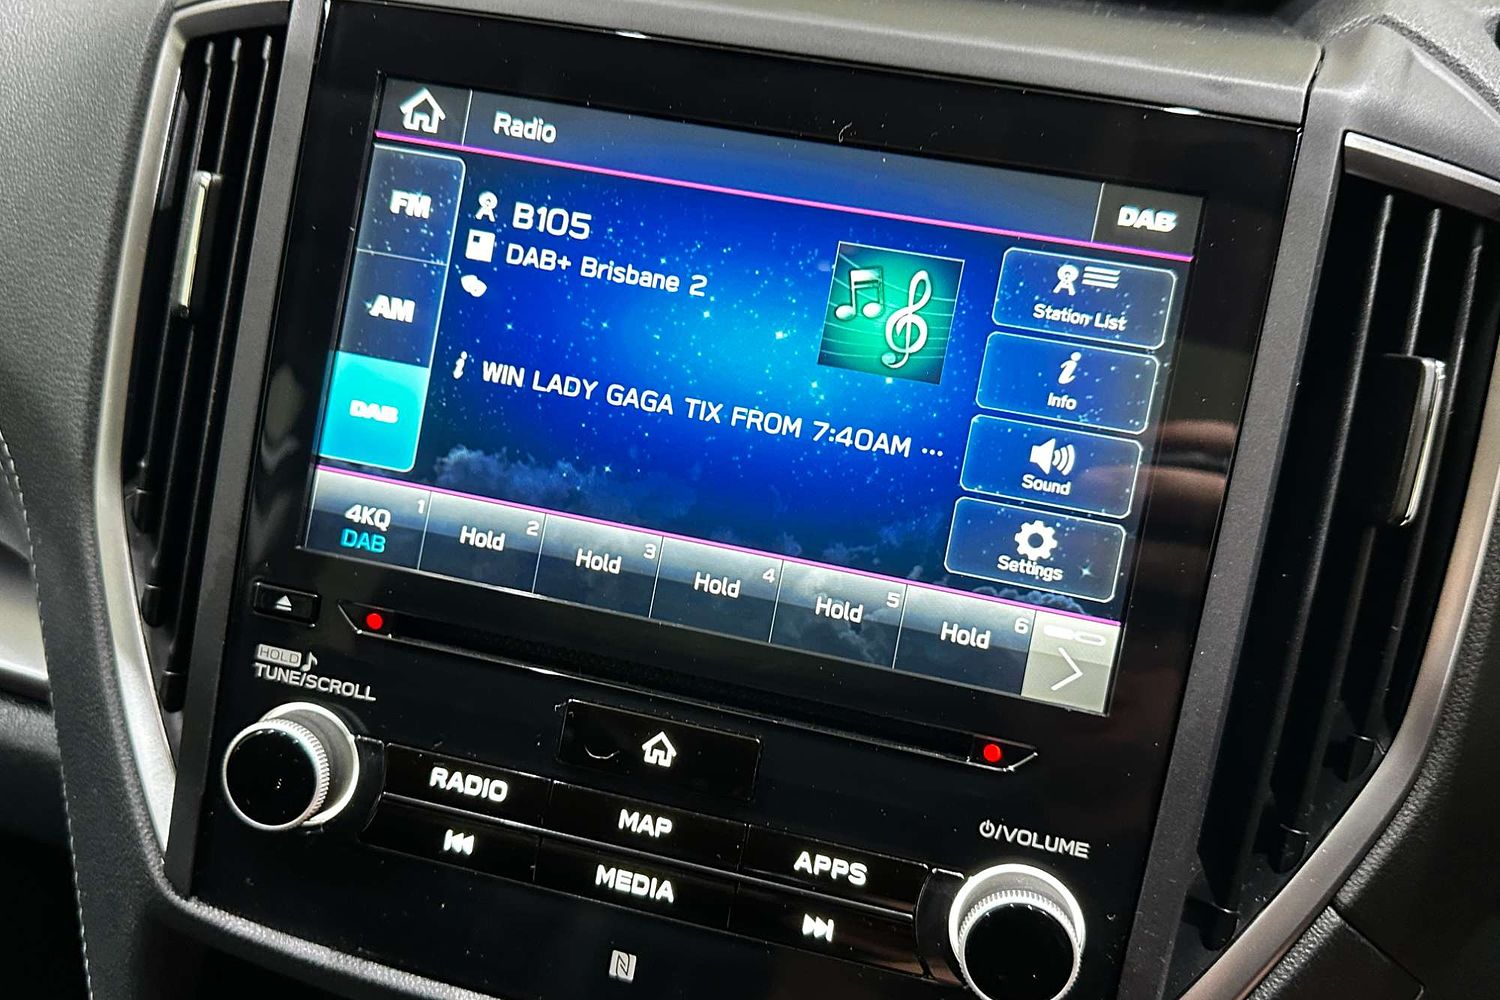 Radio
DAB
FM
AM
DAB
B105
DAB+ Brisbane 2
WIN LADY GAGA TIX FROM 7:40AM ...
Station List
Info
Sound
Settings
4KQ 1
DAB
Hold 2
Hold 3
Hold 4
Hold 5
Hold 6
HOLD
TUNE/SCROLL
RADIO
MAP
APPS
MEDIA
/VOLUME